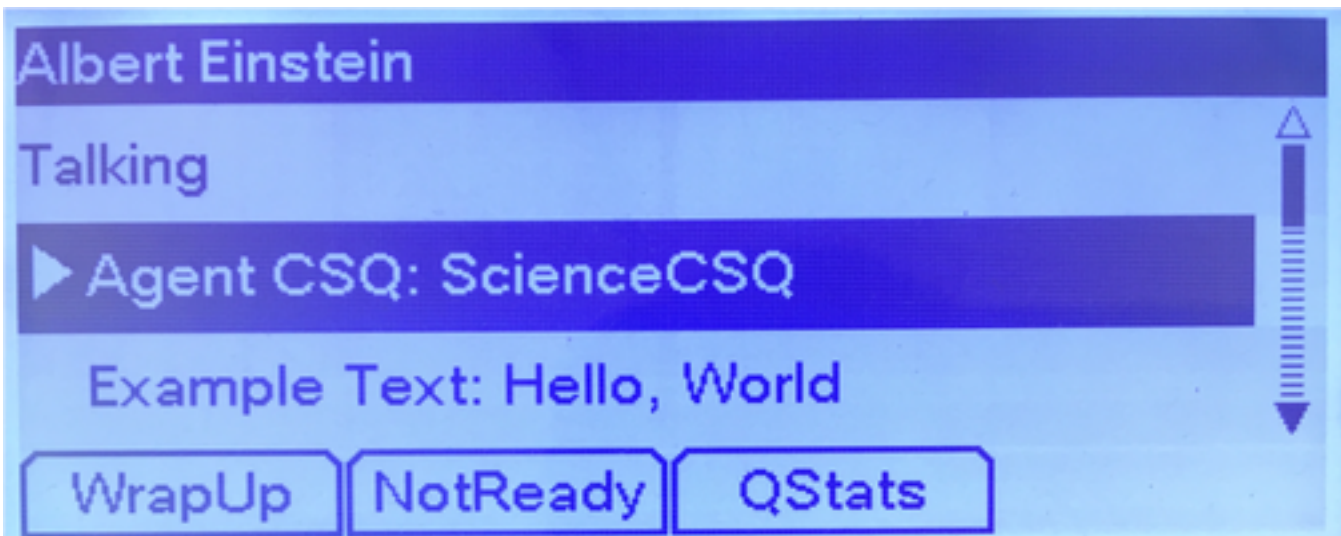 Albert Einstein
Talking
Agent CSQ: ScienceCSQ
Example Text: Hello, World
WrapUp NotReady QStats